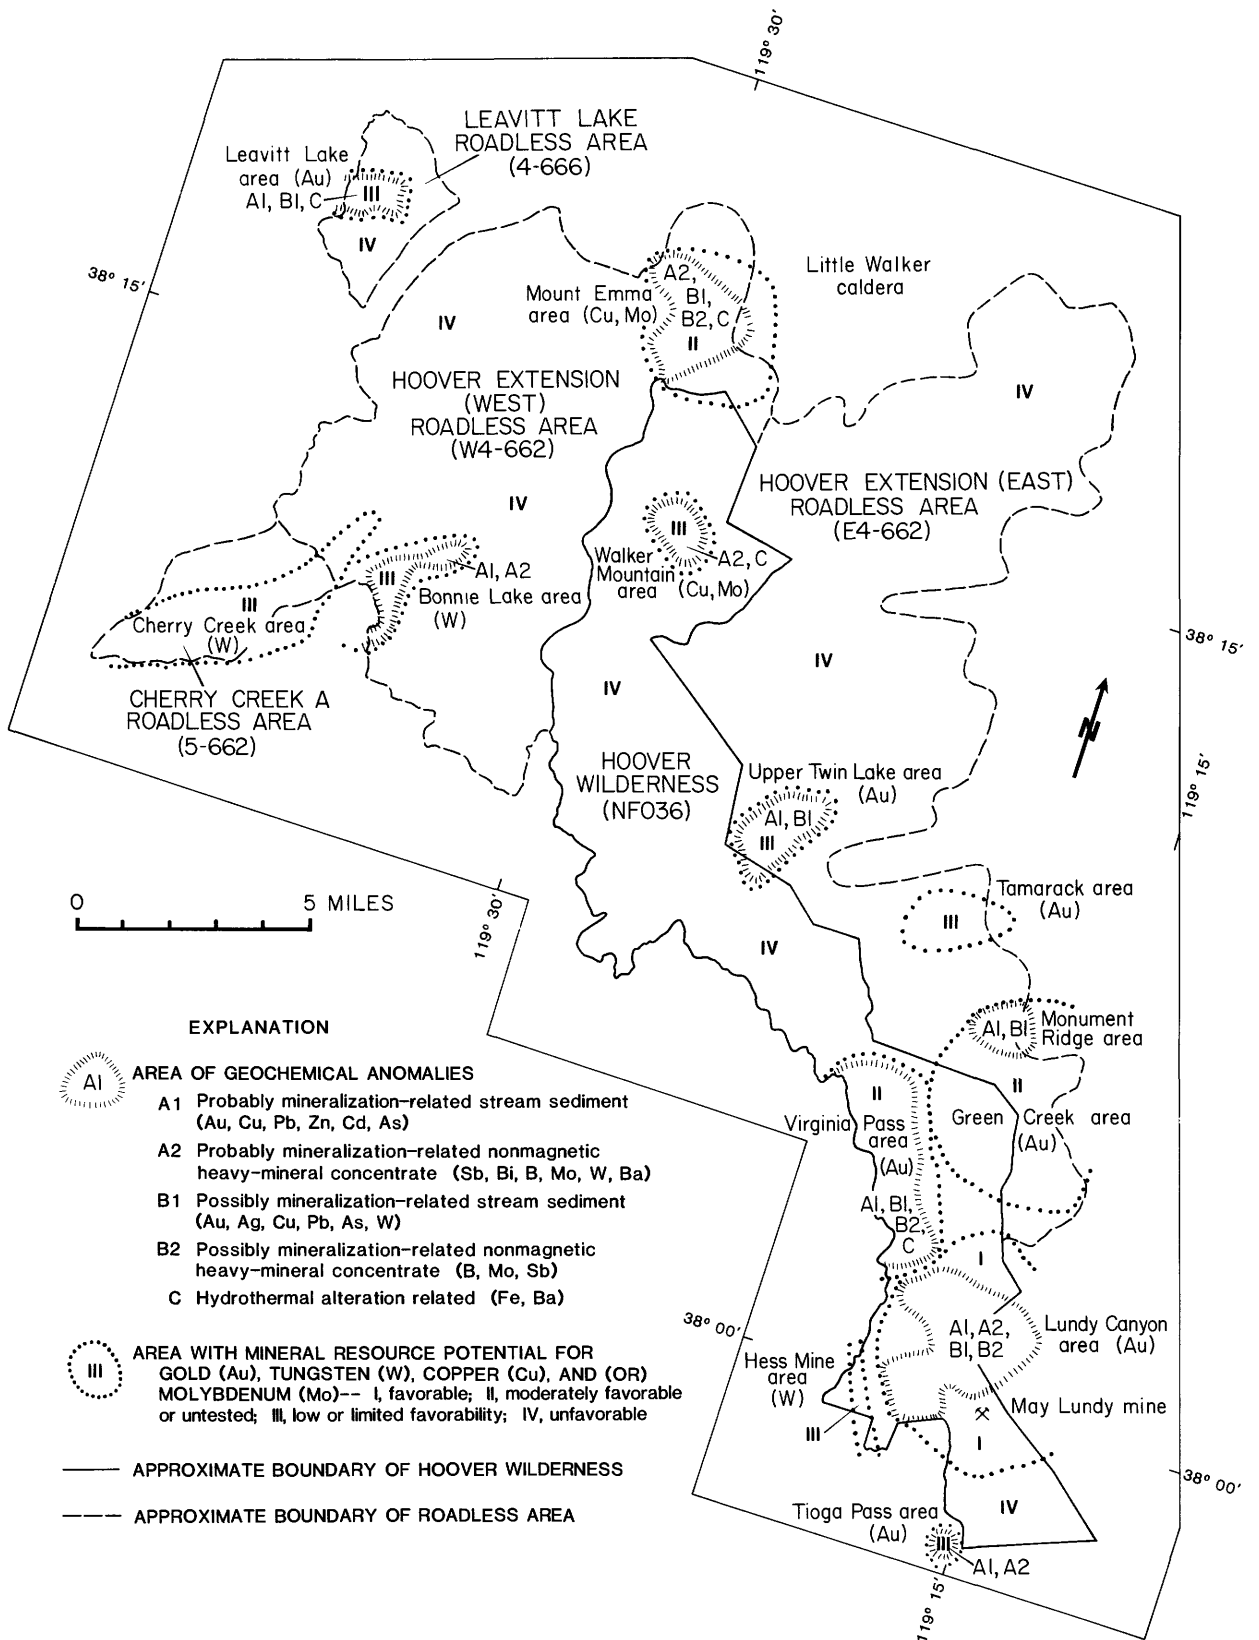 119° 30'
LEAVITT LAKE
ROADLESS AREA
(4-666)
Leavitt Lake
area (Au)
A1, B1, C
III
IV
38° 15'
Little Walker
caldera
Mount Emma
area (Cu, Mo)
A2,
B1,
B2, C
II
IV
IV
HOOVER EXTENSION
(WEST)
ROADLESS AREA
(W4-662)
HOOVER EXTENSION (EAST)
ROADLESS AREA
(E4-662)
IV
III
Walker
Mountain
area
A2, C
(Cu, Mo)
III
A1, A2
Bonnie Lake area
(W)
III
Cherry Creek area
(W)
38° 15'
IV
IV
CHERRY CREEK A
ROADLESS AREA
(5-662)
N
HOOVER
WILDERNESS
(NF036)
Upper Twin Lake area
(Au)
A1, B1
III
119° 15'
Tamarack area
(Au)
III
0 5 MILES
119° 30'
IV
A1, B1
Monument
Ridge area
II
II
Virginia Pass
area
(Au)
Green Creek area
(Au)
A1, B1,
B2,
C
I
A1, A2,
B1, B2
Lundy Canyon
area (Au)
38° 00'
Hess Mine
area
(W)
III
May Lundy mine
I
38° 00'
IV
Tioga Pass area
(Au)
III
A1, A2
119° 15'
EXPLANATION
A1
AREA OF GEOCHEMICAL ANOMALIES
A1 Probably mineralization-related stream sediment
(Au, Cu, Pb, Zn, Cd, As)
A2 Probably mineralization-related nonmagnetic
heavy-mineral concentrate (Sb, Bi, B, Mo, W, Ba)
B1 Possibly mineralization-related stream sediment
(Au, Ag, Cu, Pb, As, W)
B2 Possibly mineralization-related nonmagnetic
heavy-mineral concentrate (B, Mo, Sb)
C Hydrothermal alteration related (Fe, Ba)
III
AREA WITH MINERAL RESOURCE POTENTIAL FOR
GOLD (Au), TUNGSTEN (W), COPPER (Cu), AND (OR)
MOLYBDENUM (Mo)-- I, favorable; II, moderately favorable
or untested; III, low or limited favorability; IV, unfavorable
APPROXIMATE BOUNDARY OF HOOVER WILDERNESS
APPROXIMATE BOUNDARY OF ROADLESS AREA